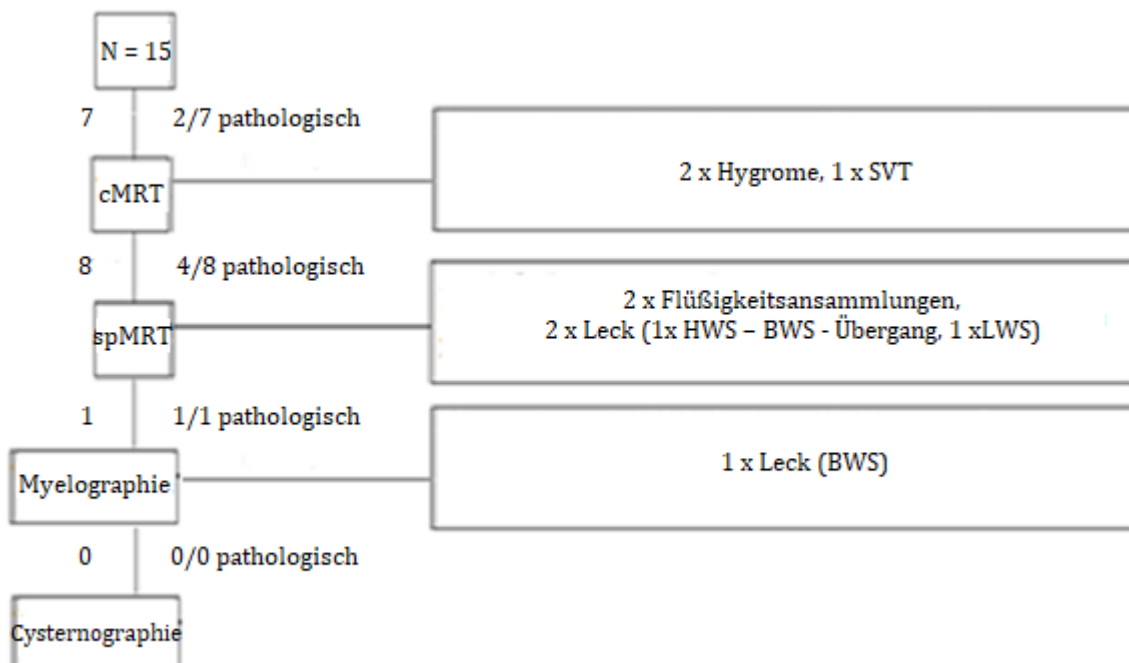 N = 15
7 2/7 pathologisch
cMRT
2 x Hygrome, 1 x SVT
8 4/8 pathologisch
spMRT
2 x Flüßigkeitsansammlungen,
2 x Leck (1x HWS – BWS - Übergang, 1 xLWS)
1 1/1 pathologisch
Myelographie
1 x Leck (BWS)
0 0/0 pathologisch
Cysternographie